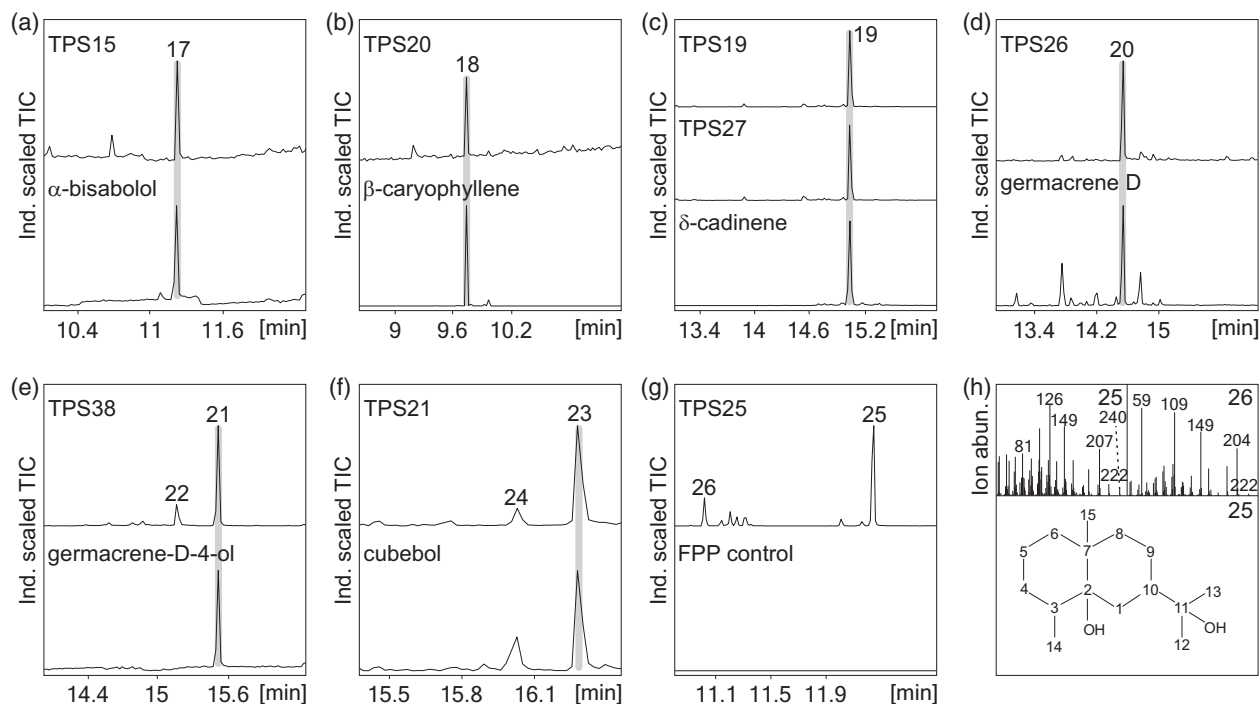 (a)
TPS15
17
α-bisabolol
Ind. scaled TIC
10.4 11 11.6 [min]
(b)
TPS20
18
β-caryophyllene
Ind. scaled TIC
9 9.6 10.2 [min]
(c)
TPS19
19
TPS27
δ-cadinene
Ind. scaled TIC
13.4 14 14.6 15.2 [min]
(d)
TPS26
20
germacrene D
Ind. scaled TIC
13.4 14.2 15 [min]
(e)
TPS38
21
22
germacrene-D-4-ol
Ind. scaled TIC
14.4 15 15.6 [min]
(f)
TPS21
23
24
cubebol
Ind. scaled TIC
15.5 15.8 16.1 [min]
(g)
TPS25
25
26
FPP control
Ind. scaled TIC
11.1 11.5 11.9 [min]
(h)
Ion abun.
126 25 59 109 26
149 240 149
81 207 204
222 222
25
15
6 8
5 7 9
4 2 10 13
3 1 11
OH OH
14 12